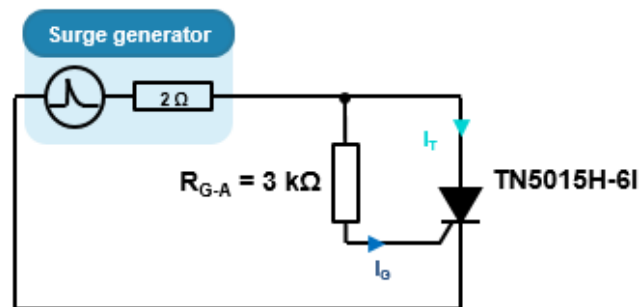 Surge generator
2 Ω
I_T
R_G-A = 3 kΩ
TN5015H-6I
I_G